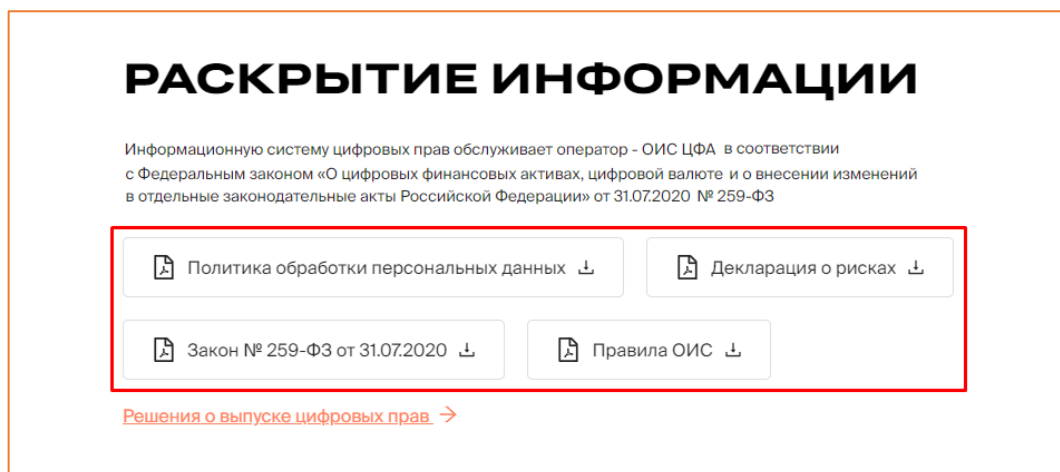 РАСКРЫТИЕ ИНФОРМАЦИИ
Информационную систему цифровых прав обслуживает оператор - ОИС ЦФА в соответствии
с Федеральным законом «О цифровых финансовых активах, цифровой валюте и о внесении изменений
в отдельные законодательные акты Российской Федерации» от 31.07.2020 № 259-ФЗ
Политика обработки персональных данных
Декларация о рисках
Закон № 259-ФЗ от 31.07.2020
Правила ОИС
Решения о выпуске цифровых прав